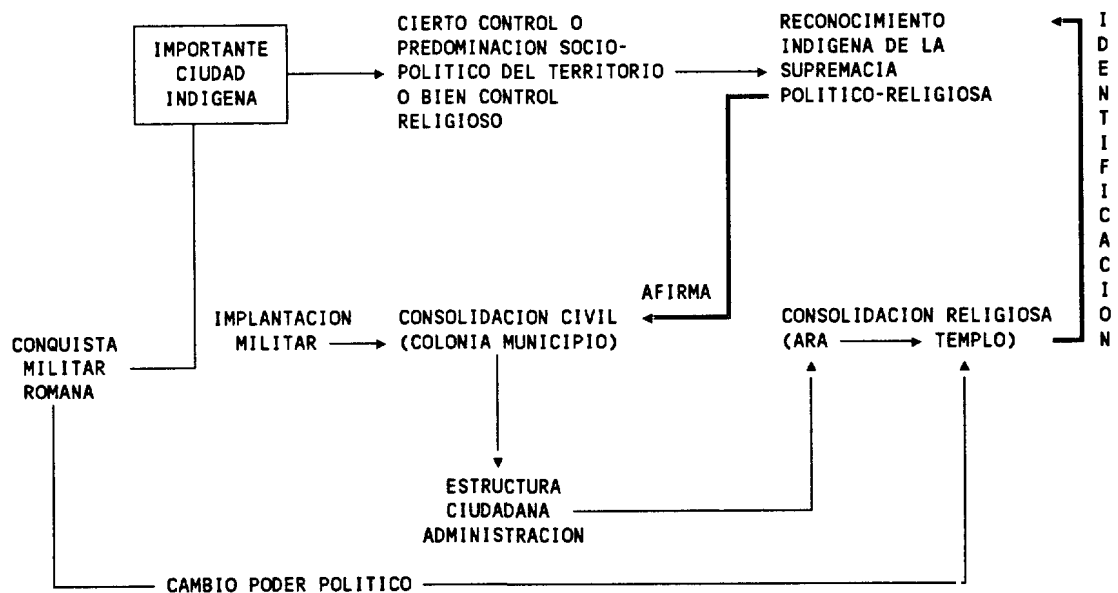 IMPORTANTE
CIUDAD
INDIGENA
CIERTO CONTROL O
PREDOMINACION SOCIO-
POLITICO DEL TERRITORIO
O BIEN CONTROL
RELIGIOSO
RECONOCIMIENTO
INDIGENA DE LA
SUPREMACIA
POLITICO-RELIGIOSA
IDENTIFICACION
AFIRMA
IMPLANTACION
MILITAR
CONSOLIDACION CIVIL
(COLONIA MUNICIPIO)
CONSOLIDACION RELIGIOSA
(ARA TEMPLO)
CONQUISTA
MILITAR
ROMANA
ESTRUCTURA
CIUDADANA
ADMINISTRACION
CAMBIO PODER POLITICO